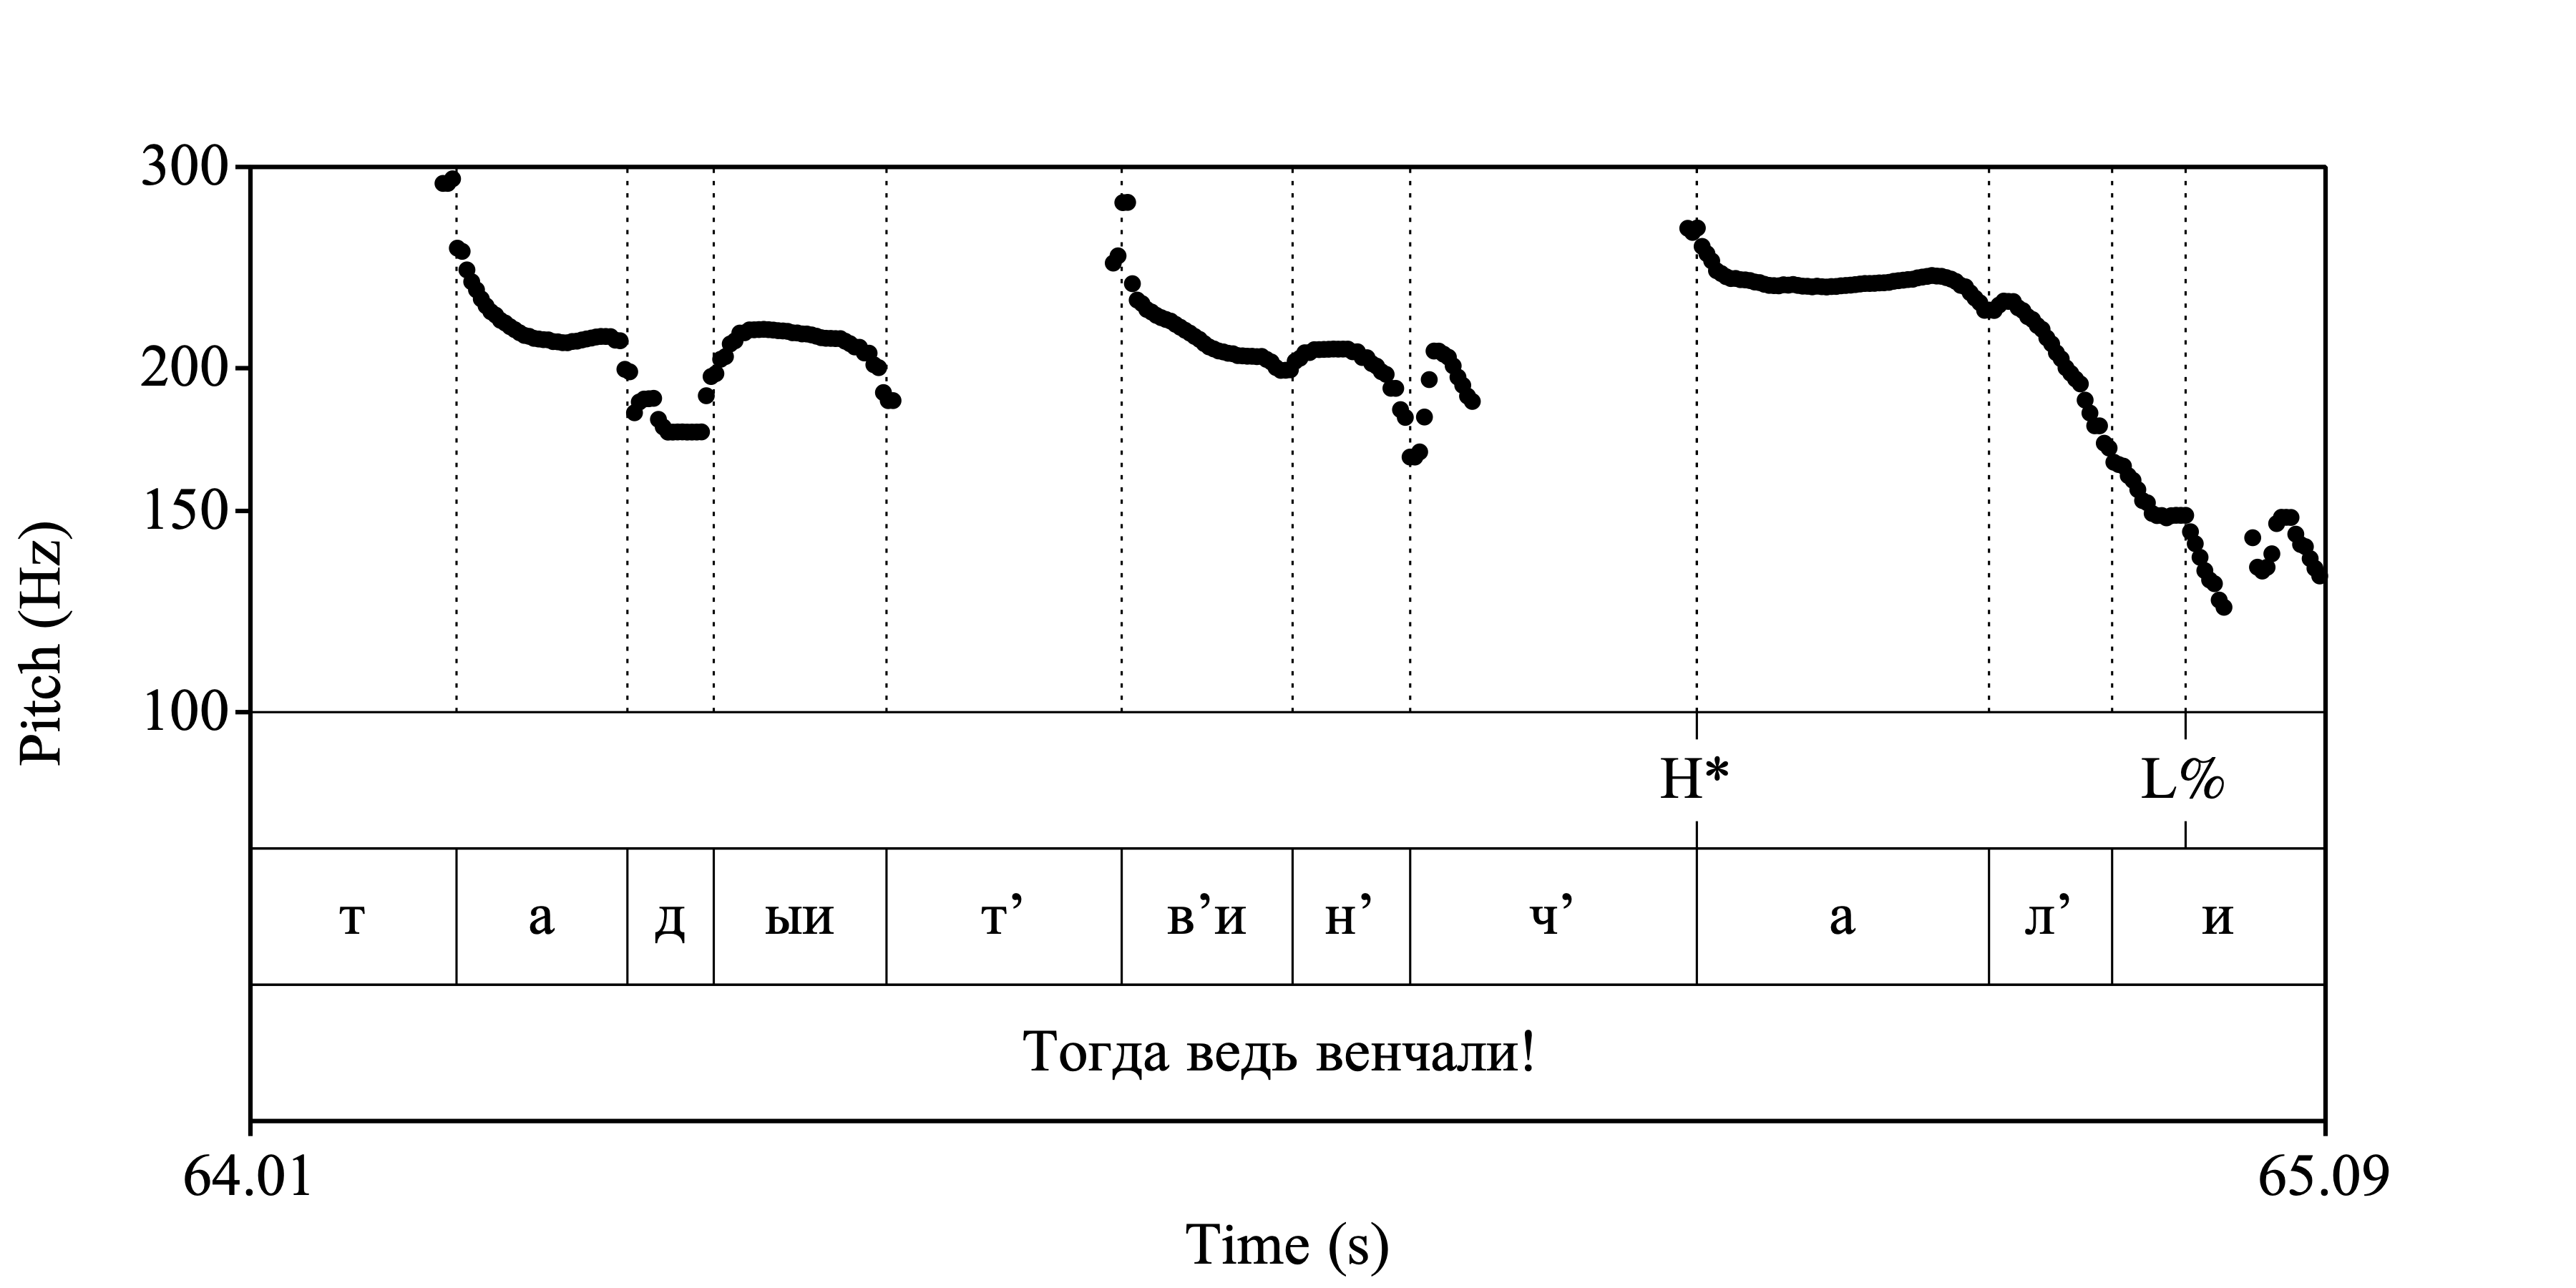 300
200
150
100
Pitch (Hz)
H* L%
т а д ыи т’ в’и н’ ч’ а л’ и
Тогда ведь венчали!
64.01 65.09
Time (s)